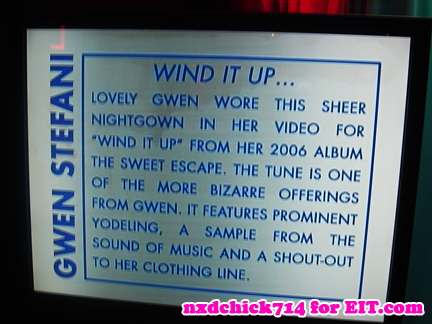 GWEN STEFANI
WIND IT UP...
LOVELY GWEN WORE THIS SHEER
NIGHTGOWN IN HER VIDEO FOR
"WIND IT UP" FROM HER 2006 ALBUM
THE SWEET ESCAPE. THE TUNE IS ONE
OF THE MORE BIZARRE OFFERINGS
FROM GWEN. IT FEATURES PROMINENT
YODELING, A SAMPLE FROM THE
SOUND OF MUSIC AND A SHOUT-OUT
TO HER CLOTHING LINE.
nxdchick714 for EIT.com